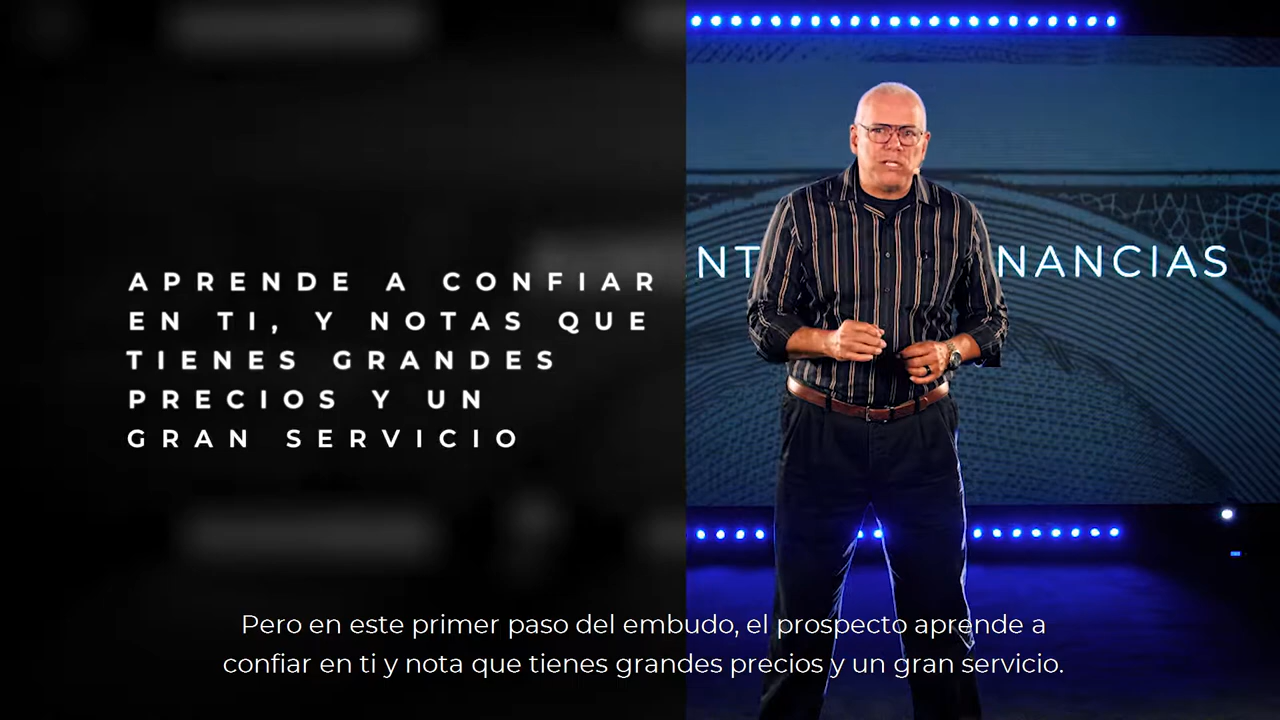 APRENDE A CONFIAR
EN TI, Y NOTAS QUE
TIENES GRANDES
PRECIOS Y UN
GRAN SERVICIO
NANCIAS
Pero en este primer paso del embudo, el prospecto aprende a
confiar en ti y nota que tienes grandes precios y un gran servicio.